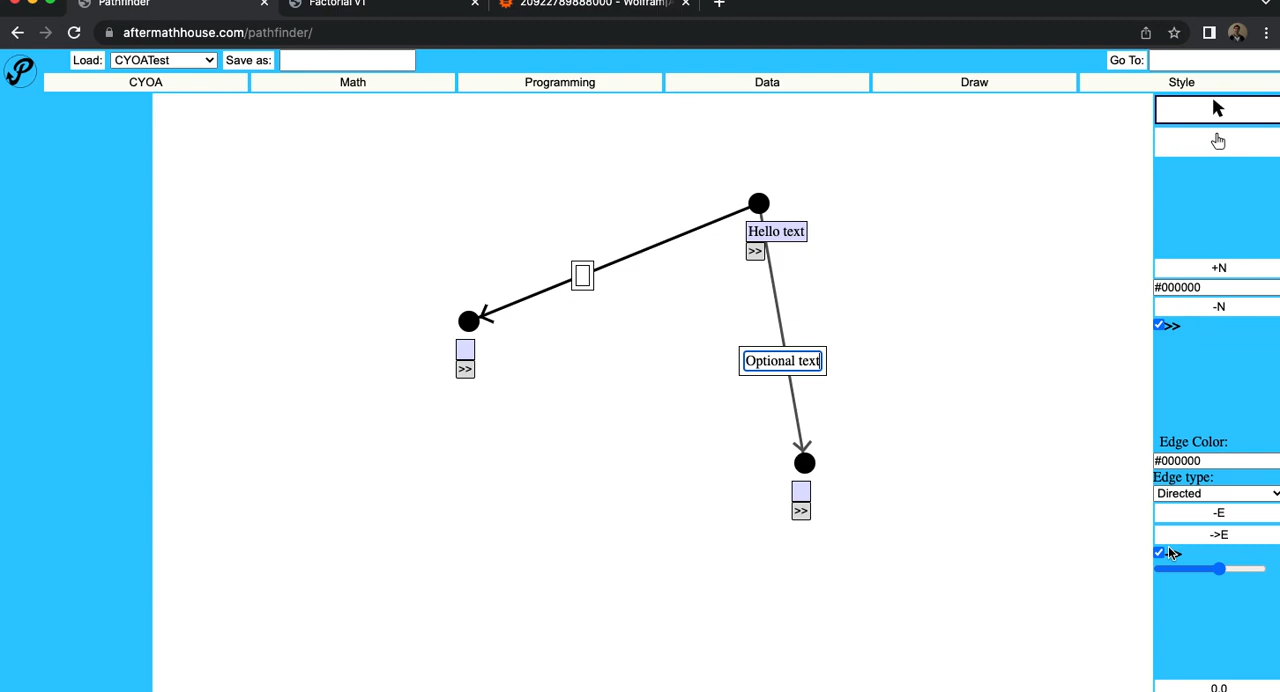 Pathfinder
Factorial V1
20922789888000 - Wolfram|A
aftermathhouse.com/pathfinder/
Load:
CYOATest
Save as:
Go To:
CYOA
Math
Programming
Data
Draw
Style
Hello text
>>
>>
Optional text
>>
+N
#000000
-N
>>
Edge Color:
#000000
Edge type:
Directed
-E
->E
0.0